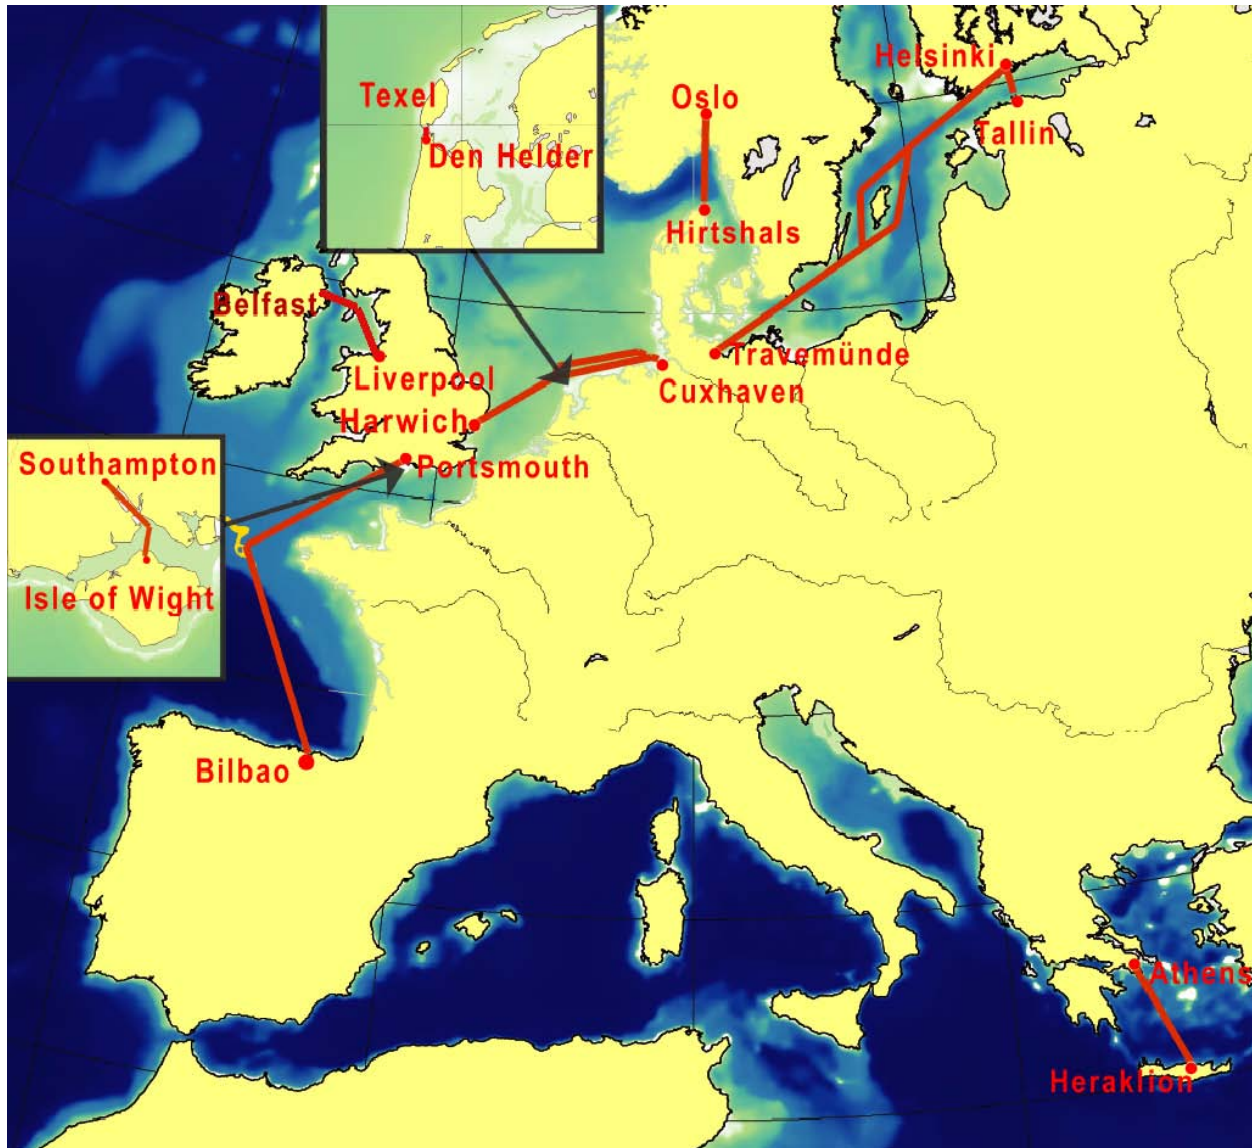 Helsinki
Texel
Oslo
Tallin
Den Helder
Hirtshals
Belfast
Travemünde
Liverpool
Cuxhaven
Harwich
Southampton
Portsmouth
Isle of Wight
Bilbao
Athens
Heraklion